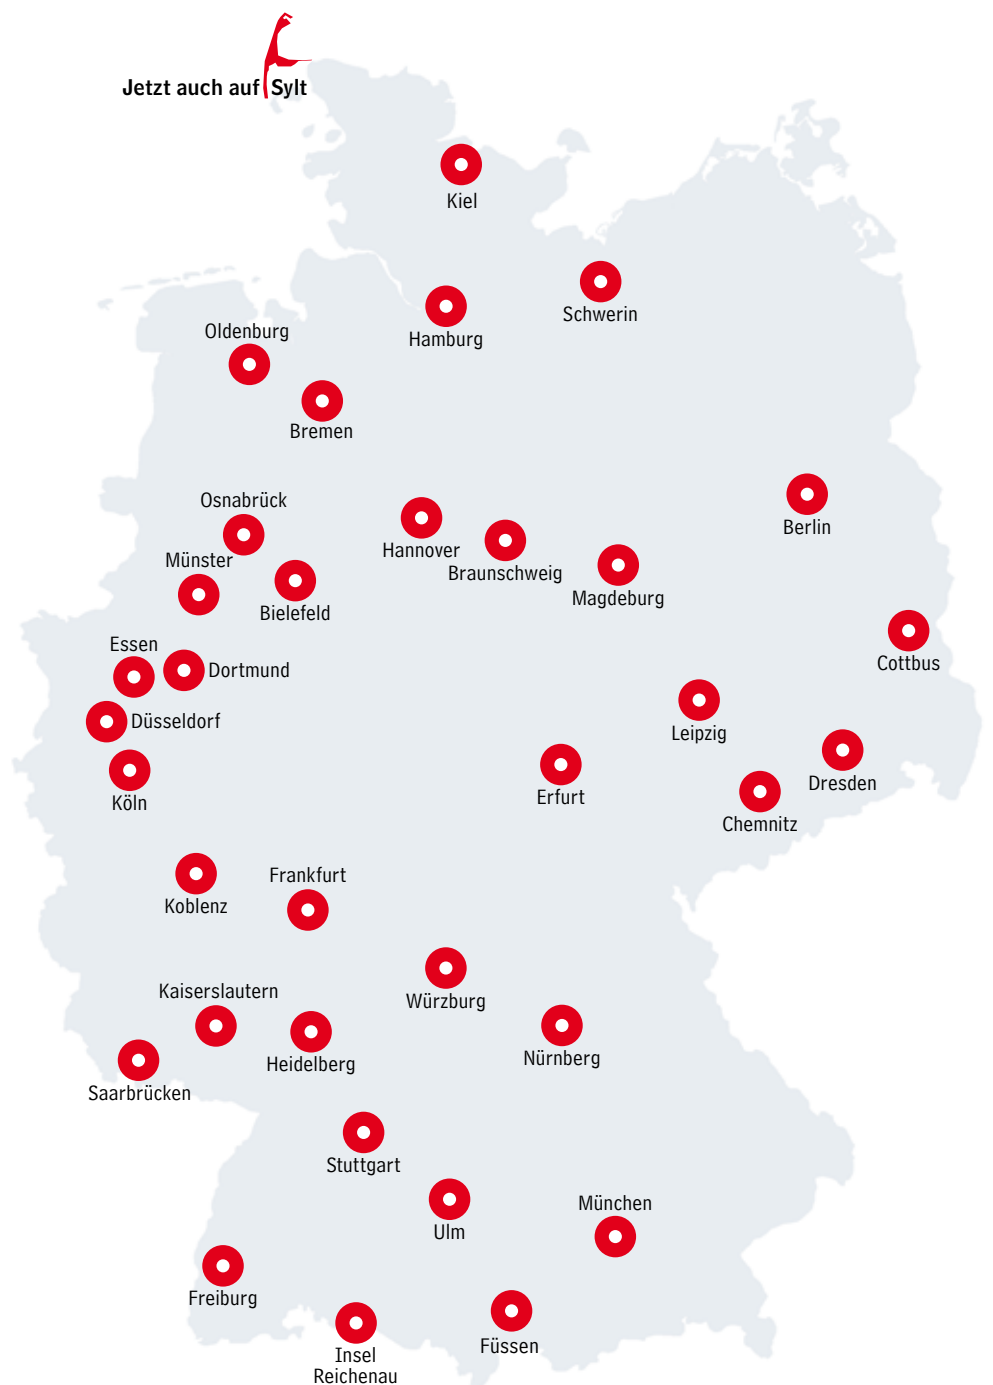 Jetzt auch auf Sylt
Kiel
Schwerin
Hamburg
Oldenburg
Bremen
Osnabrück
Hannover
Berlin
Braunschweig
Münster
Magdeburg
Bielefeld
Essen
Dortmund
Cottbus
Düsseldorf
Leipzig
Dresden
Köln
Erfurt
Chemnitz
Koblenz
Frankfurt
Würzburg
Kaiserslautern
Heidelberg
Nürnberg
Saarbrücken
Stuttgart
München
Ulm
Freiburg
Füssen
Insel
Reichenau